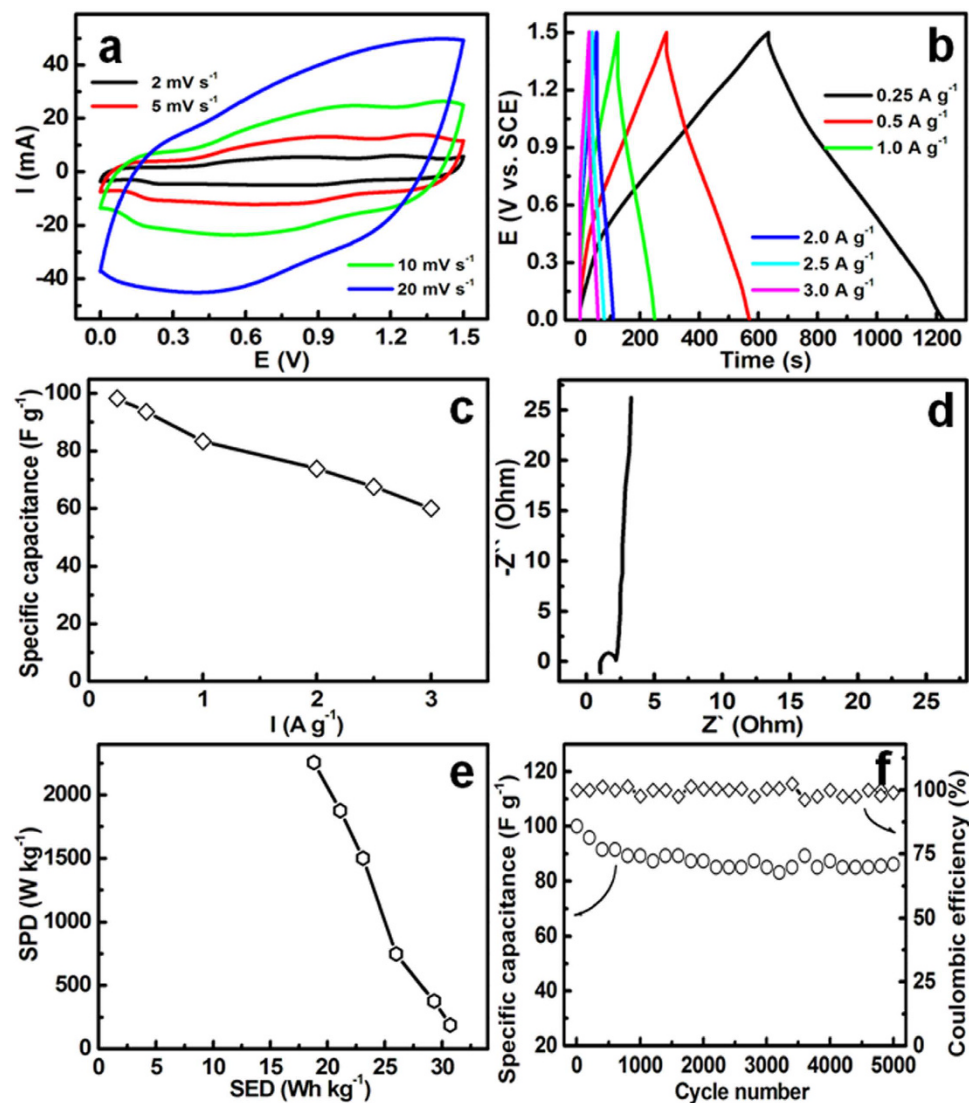 a
I (mA)
60
40
20
0
-20
-40
2 mV s⁻¹
5 mV s⁻¹
10 mV s⁻¹
20 mV s⁻¹
0.0 0.3 0.6 0.9 1.2 1.5
E (V)
b
E (V vs. SCE)
1.5
1.2
0.9
0.6
0.3
0.0
0.25 A g⁻¹
0.5 A g⁻¹
1.0 A g⁻¹
2.0 A g⁻¹
2.5 A g⁻¹
3.0 A g⁻¹
0 200 400 600 800 1000 1200
Time (s)
c
Specific capacitance (F g⁻¹)
100
80
60
40
20
0
0 1 2 3
I (A g⁻¹)
d
-Z`` (Ohm)
25
20
15
10
5
0
0 5 10 15 20 25
Z` (Ohm)
e
SPD (W kg⁻¹)
2250
1500
750
500
250
0
0 5 10 15 20 25 30
SED (Wh kg⁻¹)
f
Specific capacitance (F g⁻¹)
120
100
80
60
40
20
Coulombic efficiency (%)
100
75
50
25
0
0 1000 2000 3000 4000 5000
Cycle number